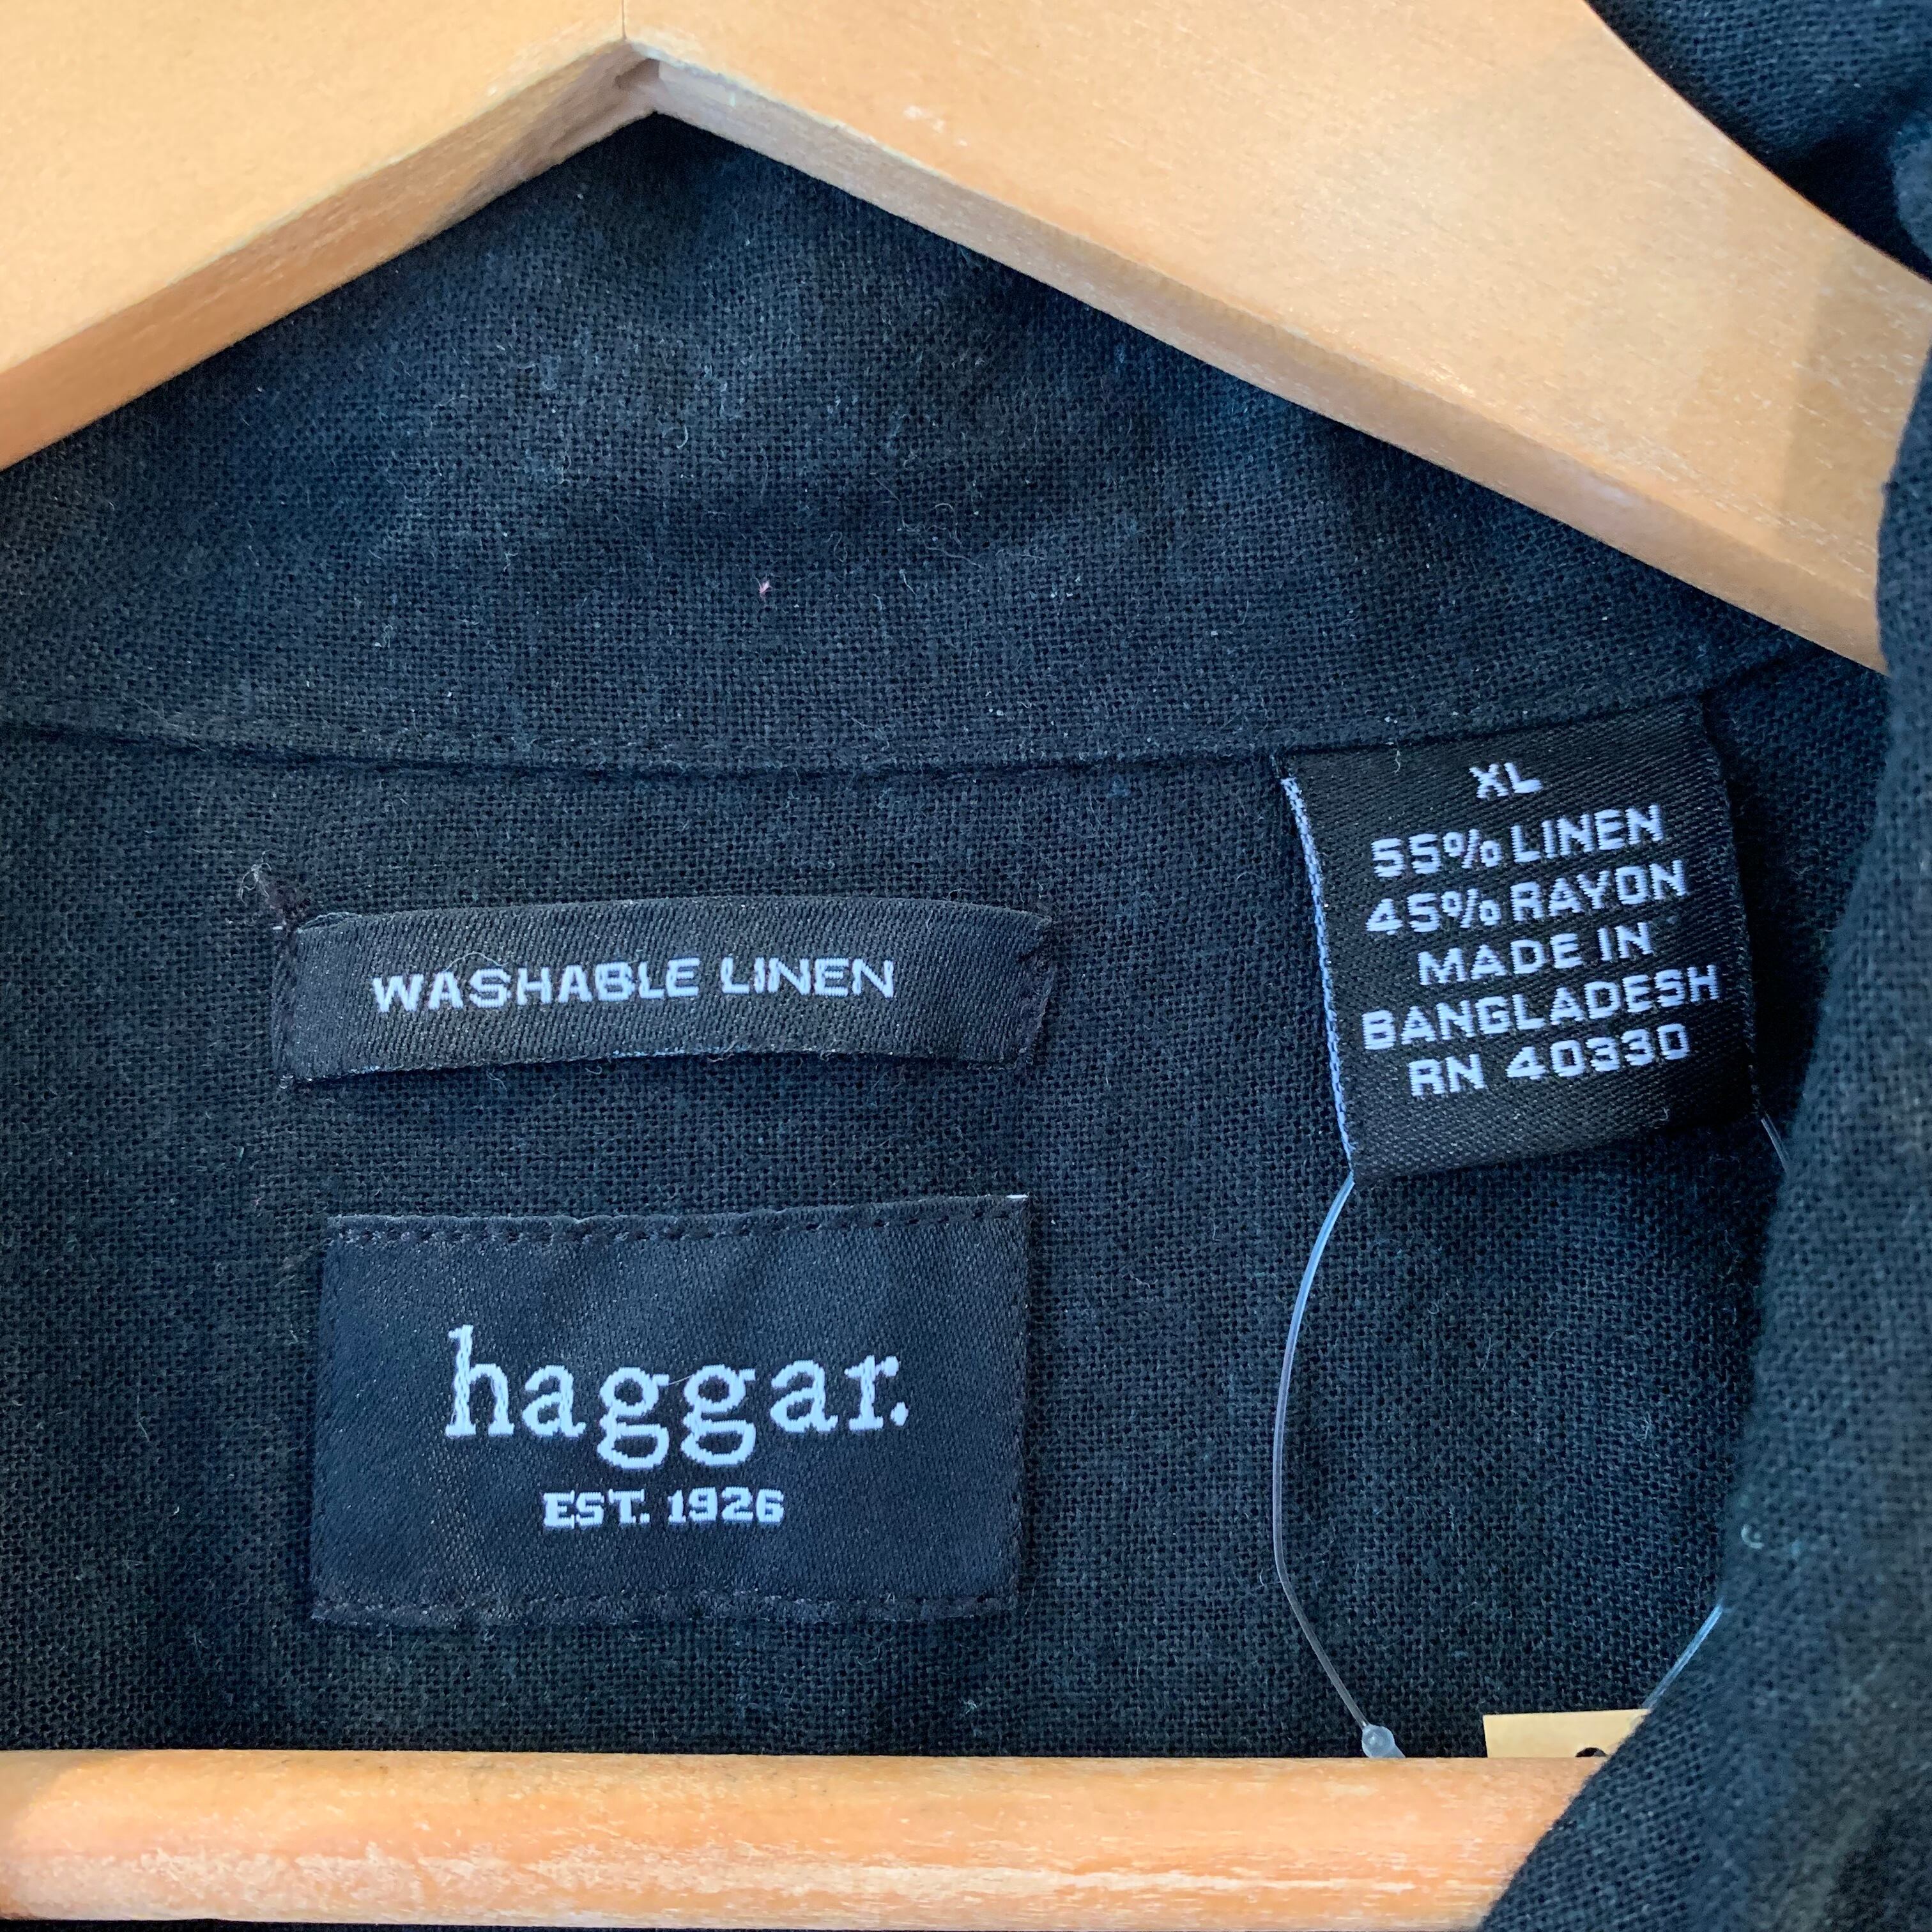 XL
55% LINEN
45% RAYON
MADE IN
BANGLADESH
RN 40330
WASHABLE LINEN
haggar.
EST. 1926